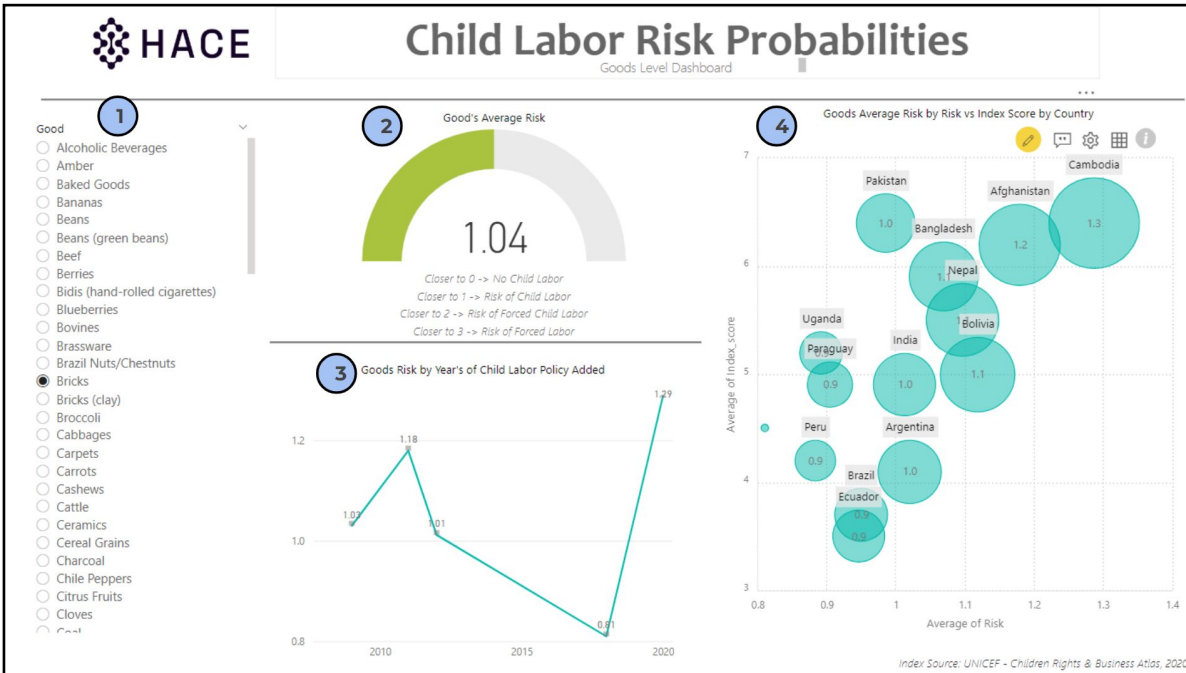 HACE
Child Labor Risk Probabilities
Goods Level Dashboard
1
Good
Alcoholic Beverages
Amber
Baked Goods
Bananas
Beans
Beans (green beans)
Beef
Berries
Bidis (hand-rolled cigarettes)
Blueberries
Bovines
Brassware
Brazil Nuts/Chestnuts
Bricks
Bricks (clay)
Broccoli
Cabbages
Carpets
Carrots
Cashews
Cattle
Ceramics
Cereal Grains
Charcoal
Chile Peppers
Citrus Fruits
Cloves
2
Good's Average Risk
1.04
Closer to 0 -> No Child Labor
Closer to 1 -> Risk of Child Labor
Closer to 2 -> Risk of Forced Child Labor
Closer to 3 -> Risk of Forced Labor
3
Goods Risk by Year's of Child Labor Policy Added
1.29
1.2
1.18
1.03
1.01
1.0
0.81
0.8
2010 2015 2020
4
Goods Average Risk by Risk vs Index Score by Country
7
Cambodia
Pakistan
Afghanistan
1.0
1.3
Bangladesh
1.2
6
Nepal
1.1
Bolivia
Uganda
India
Paraguay
5
0.9
1.0
1.1
Peru
Argentina
0.9
1.0
4
Brazil
0.9
Ecuador
0.9
3
0.8 0.9 1 1.1 1.2 1.3 1.4
Average of Index_score
Average of Risk
Index Source: UNICEF - Children Rights & Business Atlas, 2020